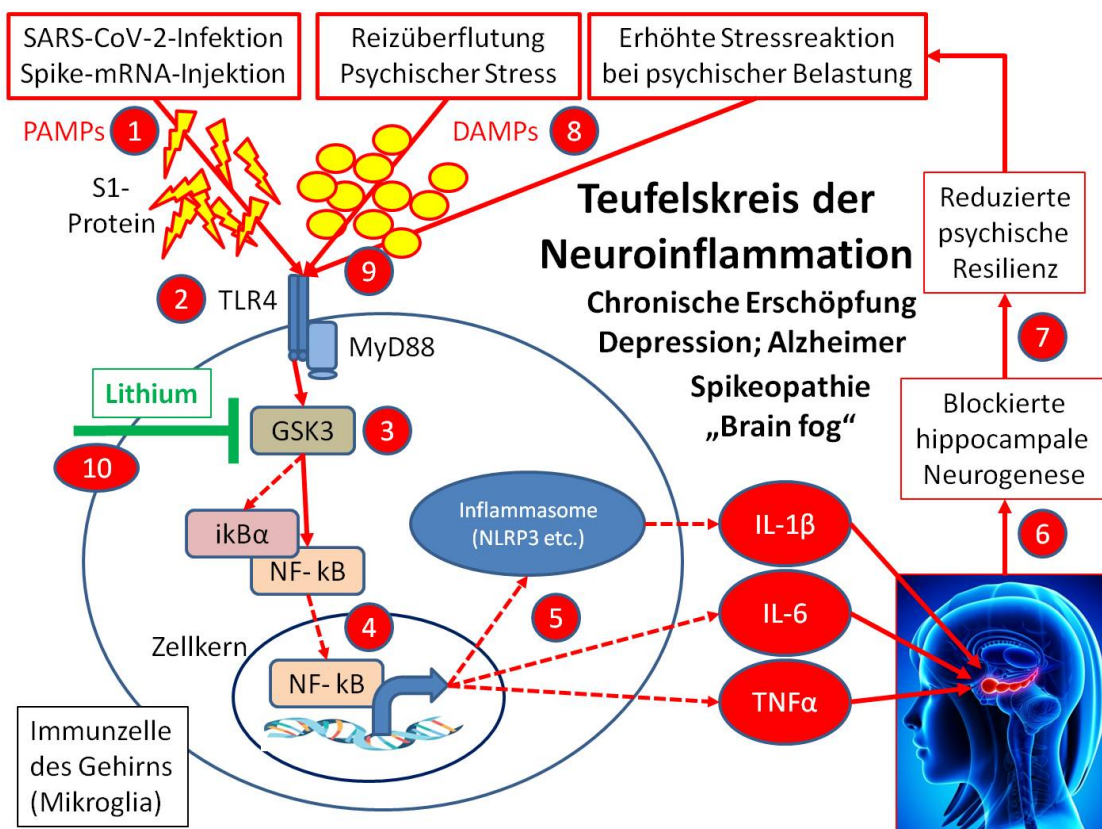 SARS-CoV-2-Infektion
Spike-mRNA-Injektion
Reizüberflutung
Psychischer Stress
Erhöhte Stressreaktion
bei psychischer Belastung
PAMPs
1
DAMPs
8
S1-
Protein
Teufelskreis der
Neuroinflammation
Chronische Erschöpfung
Depression; Alzheimer
Spikeopathie
„Brain fog“
Reduzierte
psychische
Resilienz
9
2
TLR4
MyD88
7
Lithium
GSK3
3
10
Blockierte
hippocampale
Neurogenese
ikBα
NF- kB
Inflammasome
(NLRP3 etc.)
IL-1β
6
4
5
IL-6
Zellkern
NF- kB
TNFα
Immunzelle
des Gehirns
(Mikroglia)